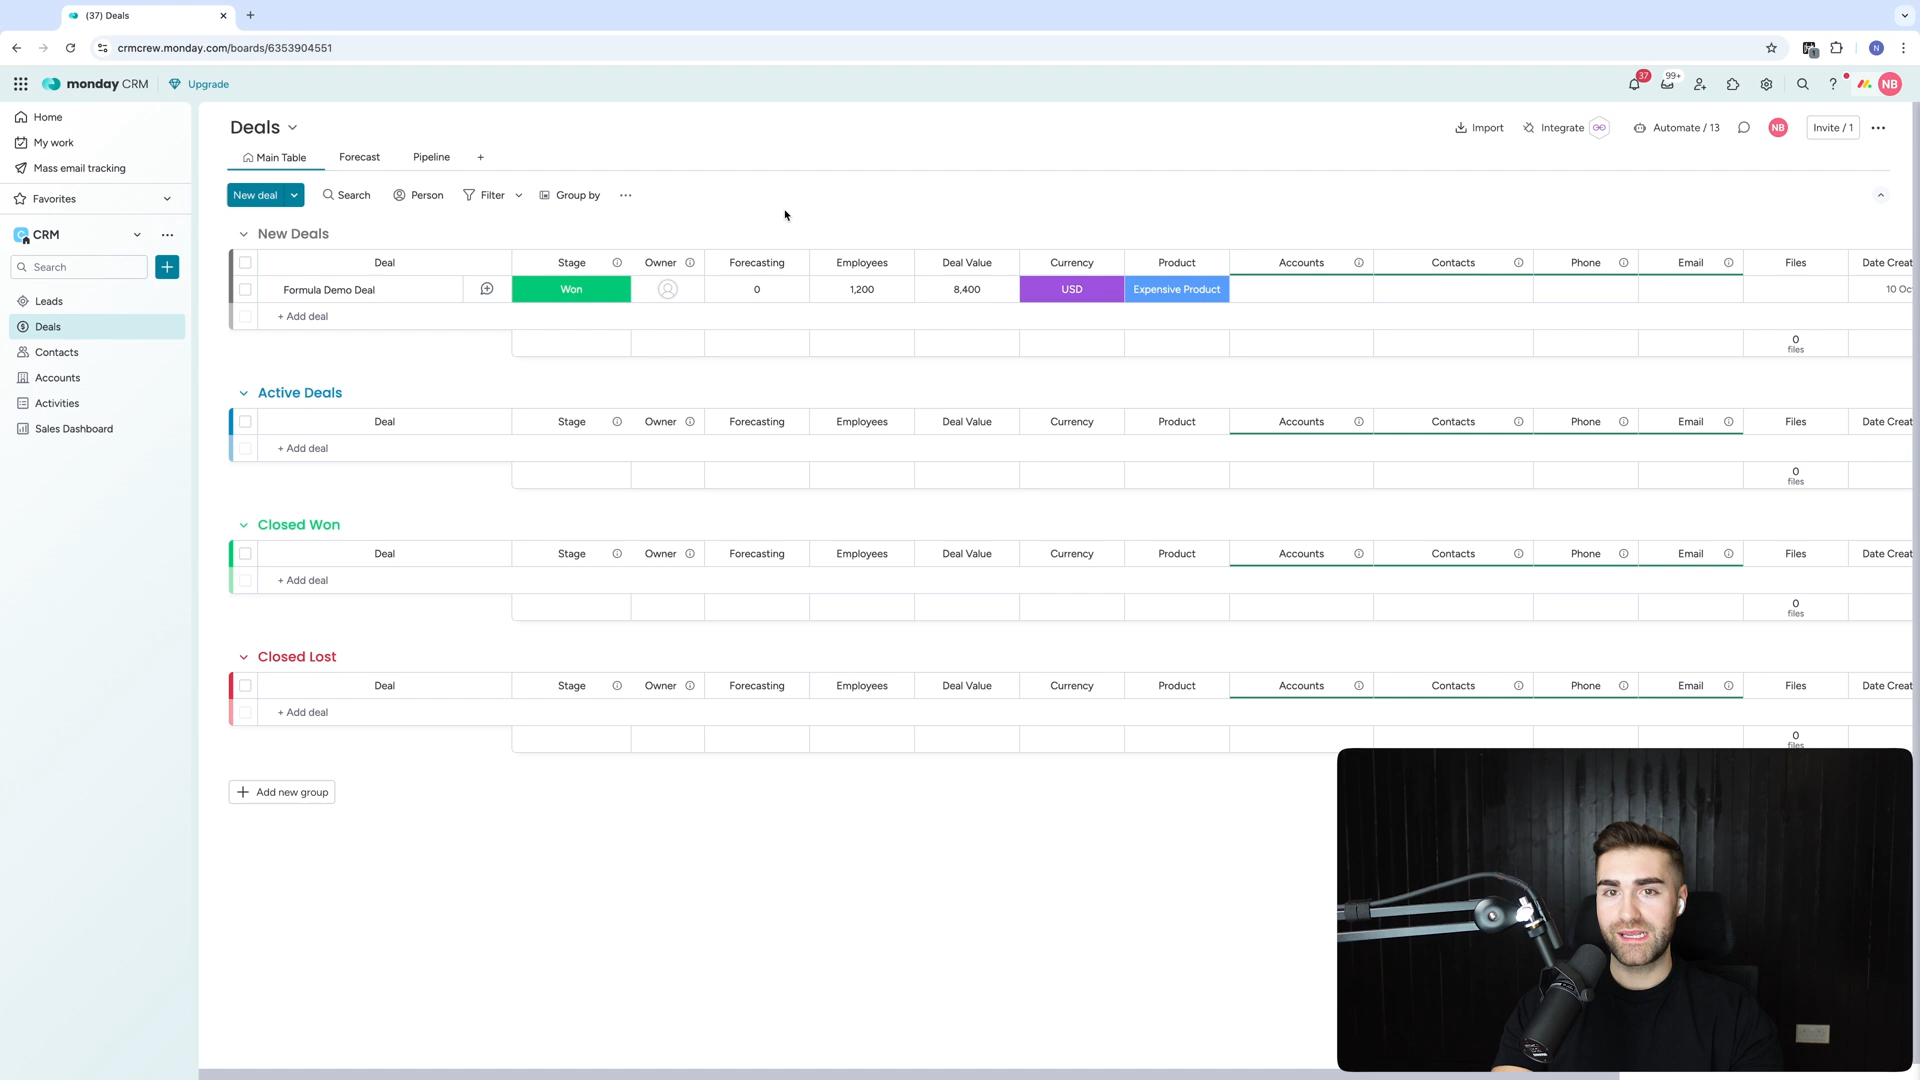 (37) Deals
crmcrew.monday.com/boards/6353904551
N
monday CRM
Upgrade
37
99+
NB
Home
My work
Mass email tracking
Favorites
CRM
Search
Leads
Deals
Contacts
Accounts
Activities
Sales Dashboard
Deals
Import
Integrate
Automate / 13
NB
Invite / 1
Main Table Forecast Pipeline
New deal Search Person Filter Group by
New Deals
Deal Stage Owner Forecasting Employees Deal Value Currency Product Accounts Contacts Phone Email Files Date Creat
Formula Demo Deal Won 0 1,200 8,400 USD Expensive Product 10 Oc
+ Add deal
0
files
Active Deals
Deal Stage Owner Forecasting Employees Deal Value Currency Product Accounts Contacts Phone Email Files Date Creat
+ Add deal
0
files
Closed Won
Deal Stage Owner Forecasting Employees Deal Value Currency Product Accounts Contacts Phone Email Files Date Creat
+ Add deal
0
files
Closed Lost
Deal Stage Owner Forecasting Employees Deal Value Currency Product Accounts Contacts Phone Email Files Date Creat
+ Add deal
0
files
Add new group